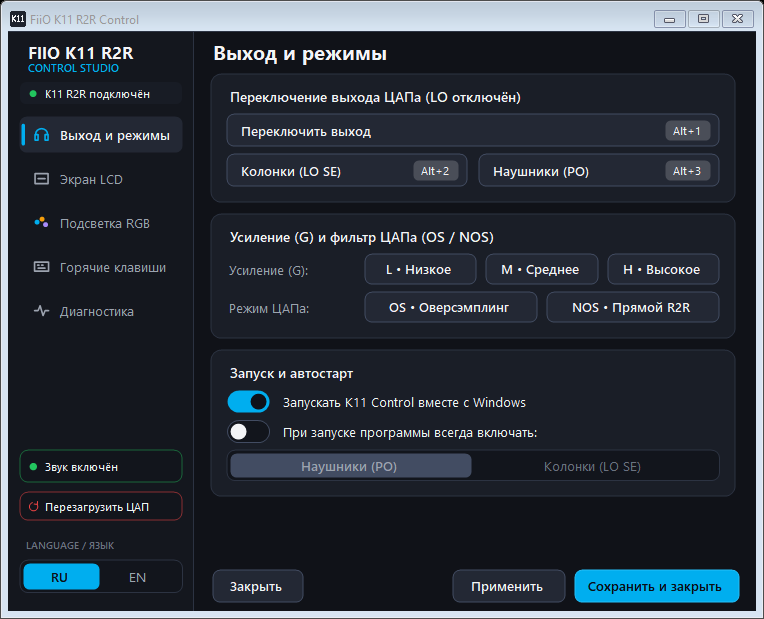 K11 FiiO K11 R2R Control
FIIO K11 R2R
CONTROL STUDIO
K11 R2R подключён
Выход и режимы
Экран LCD
Подсветка RGB
Горячие клавиши
Диагностика
Звук включён
Перезагрузить ЦАП
LANGUAGE / ЯЗЫК
RU EN
Выход и режимы
Переключение выхода ЦАПа (LO отключён)
Переключить выход Alt+1
Колонки (LO SE) Alt+2 Наушники (PO) Alt+3
Усиление (G) и фильтр ЦАПа (OS / NOS)
Усиление (G): L • Низкое M • Среднее H • Высокое
Режим ЦАПа: OS • Оверсэмплинг NOS • Прямой R2R
Запуск и автостарт
Запускать K11 Control вместе с Windows
При запуске программы всегда включать:
Наушники (PO) Колонки (LO SE)
Закрыть Применить Сохранить и закрыть